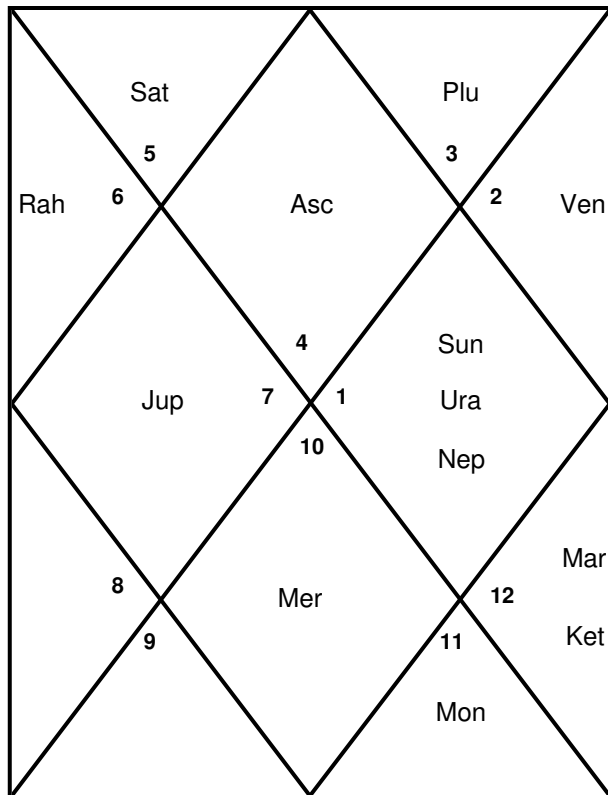 Sat Plu
5 3
Rah 6 Asc 2 Ven
4 Sun
Jup 7 1 Ura
10
Nep
Mar
8 12
Mer
9 11 Ket
Mon